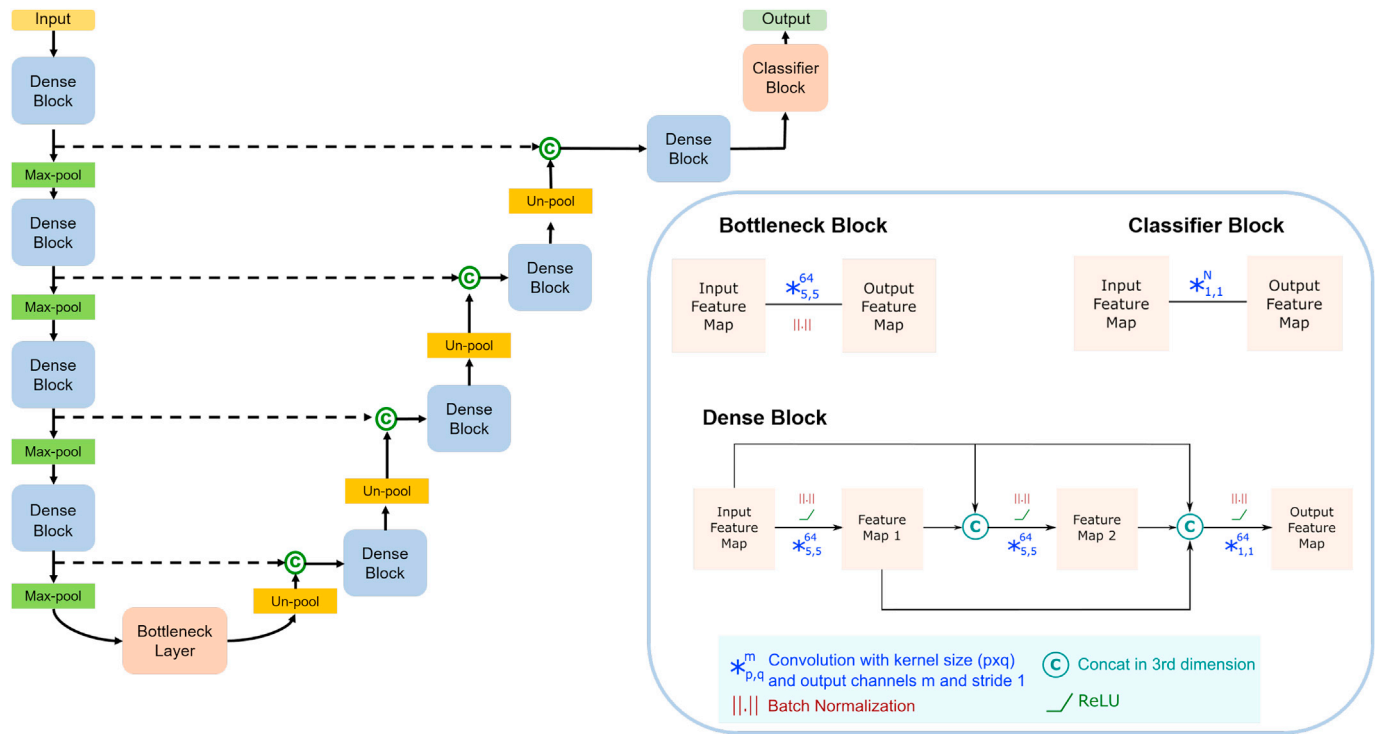 Input
Dense
Block
Max-pool
Dense
Block
Max-pool
Dense
Block
Max-pool
Dense
Block
Max-pool
Bottleneck
Layer
Un-pool
C
Dense
Block
Un-pool
C
Dense
Block
Un-pool
C
Dense
Block
Un-pool
C
Dense
Block
Classifier
Block
Output
Bottleneck Block
Input
Feature
Map
*64 5,5
||.||
Output
Feature
Map
Classifier Block
Input
Feature
Map
*N 1,1
Output
Feature
Map
Dense Block
Input
Feature
Map
||.||
*64 5,5
Feature
Map 1
C
||.||
*64 5,5
Feature
Map 2
C
||.||
*64 1,1
Output
Feature
Map
*m p,q Convolution with kernel size (pxq)
and output channels m and stride 1
||.|| Batch Normalization
C Concat in 3rd dimension
ReLU